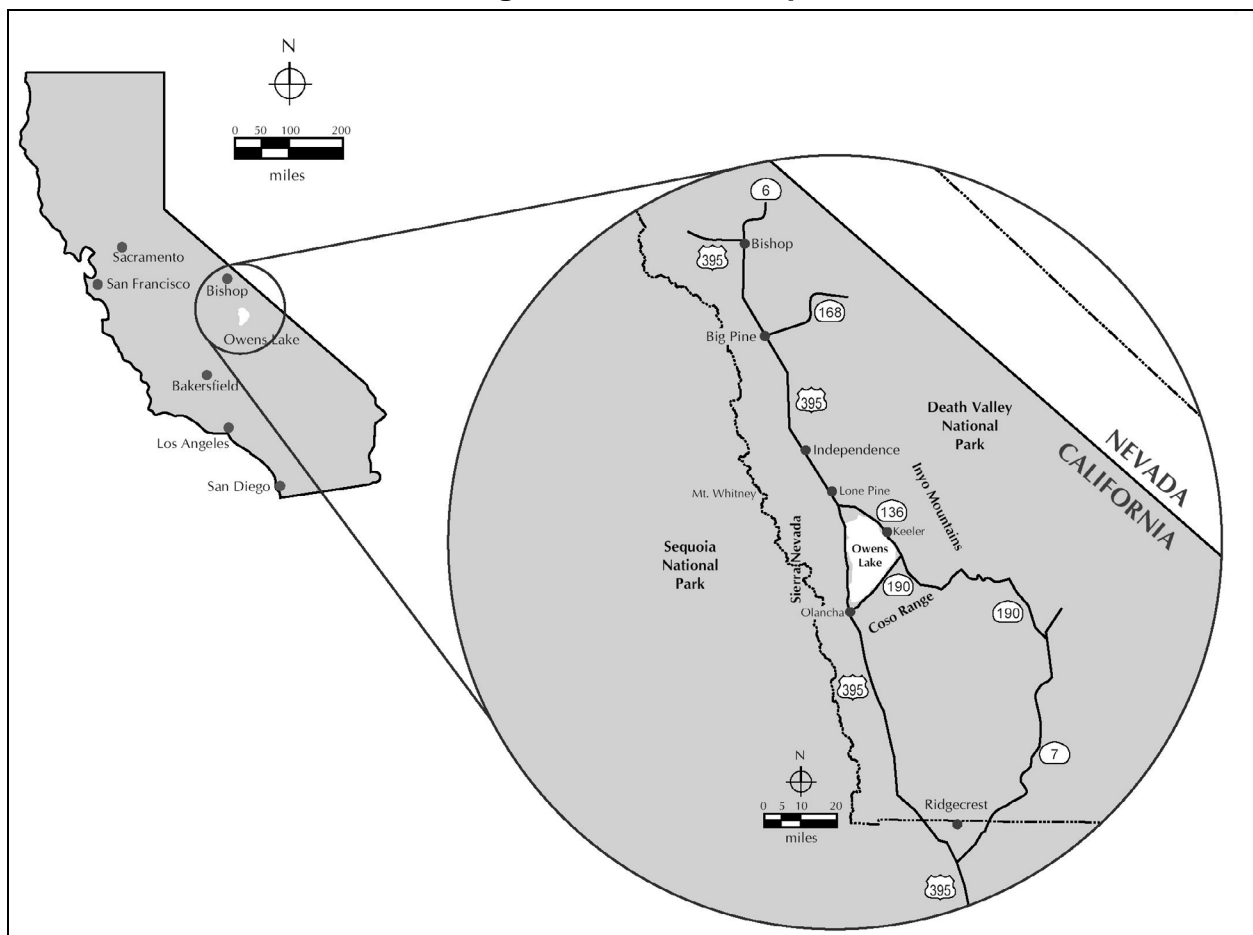 N
0 50 100 200
miles
Sacramento
San Francisco
Bishop
Owens Lake
Bakersfield
Los Angeles
San Diego
6
395
Bishop
168
Big Pine
395
Death Valley
National
Park
NEVADA
CALIFORNIA
Independence
Inyo Mountains
Mt. Whitney
Lone Pine
136
Keeler
Sequoia
National
Park
Sierra Nevada
Owens
Lake
190
Olancha
Coso Range
190
395
7
N
0 5 10 20
miles
Ridgecrest
395